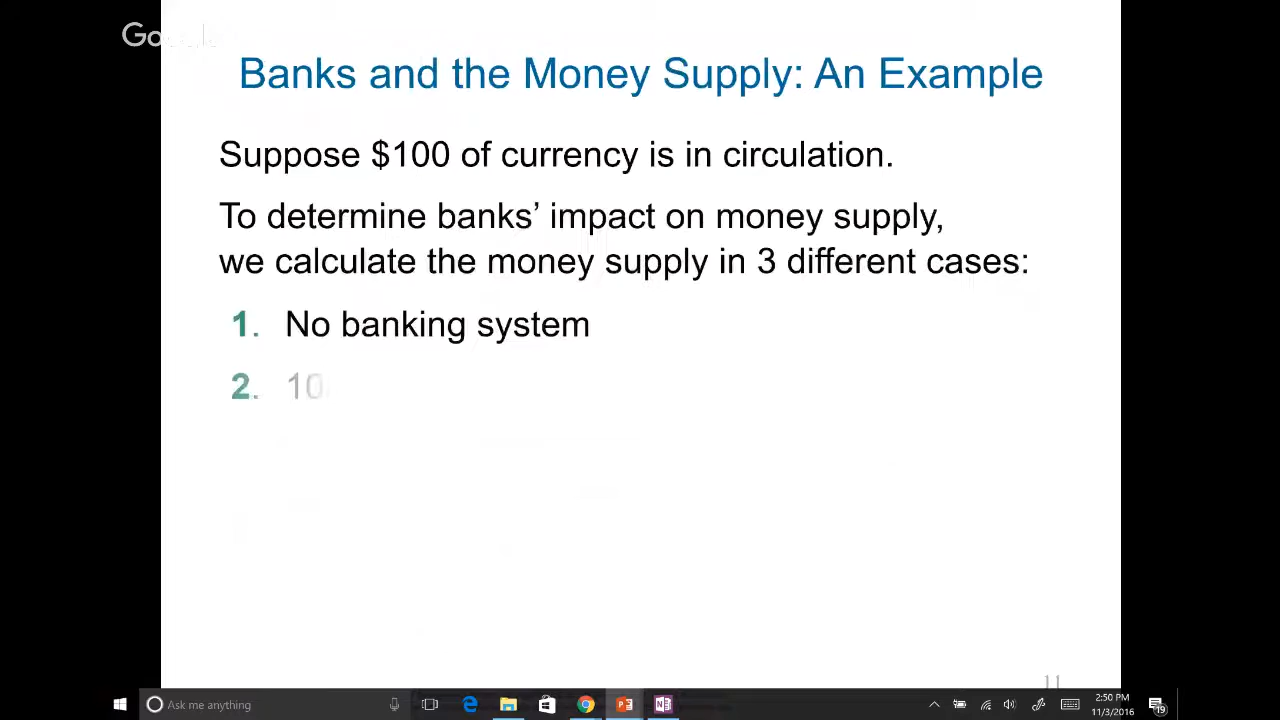 Banks and the Money Supply: An Example
Suppose $100 of currency is in circulation.
To determine banks’ impact on money supply,
we calculate the money supply in 3 different cases:
1. No banking system
2. 10
11
Ask me anything
2:50 PM
11/3/2016
19